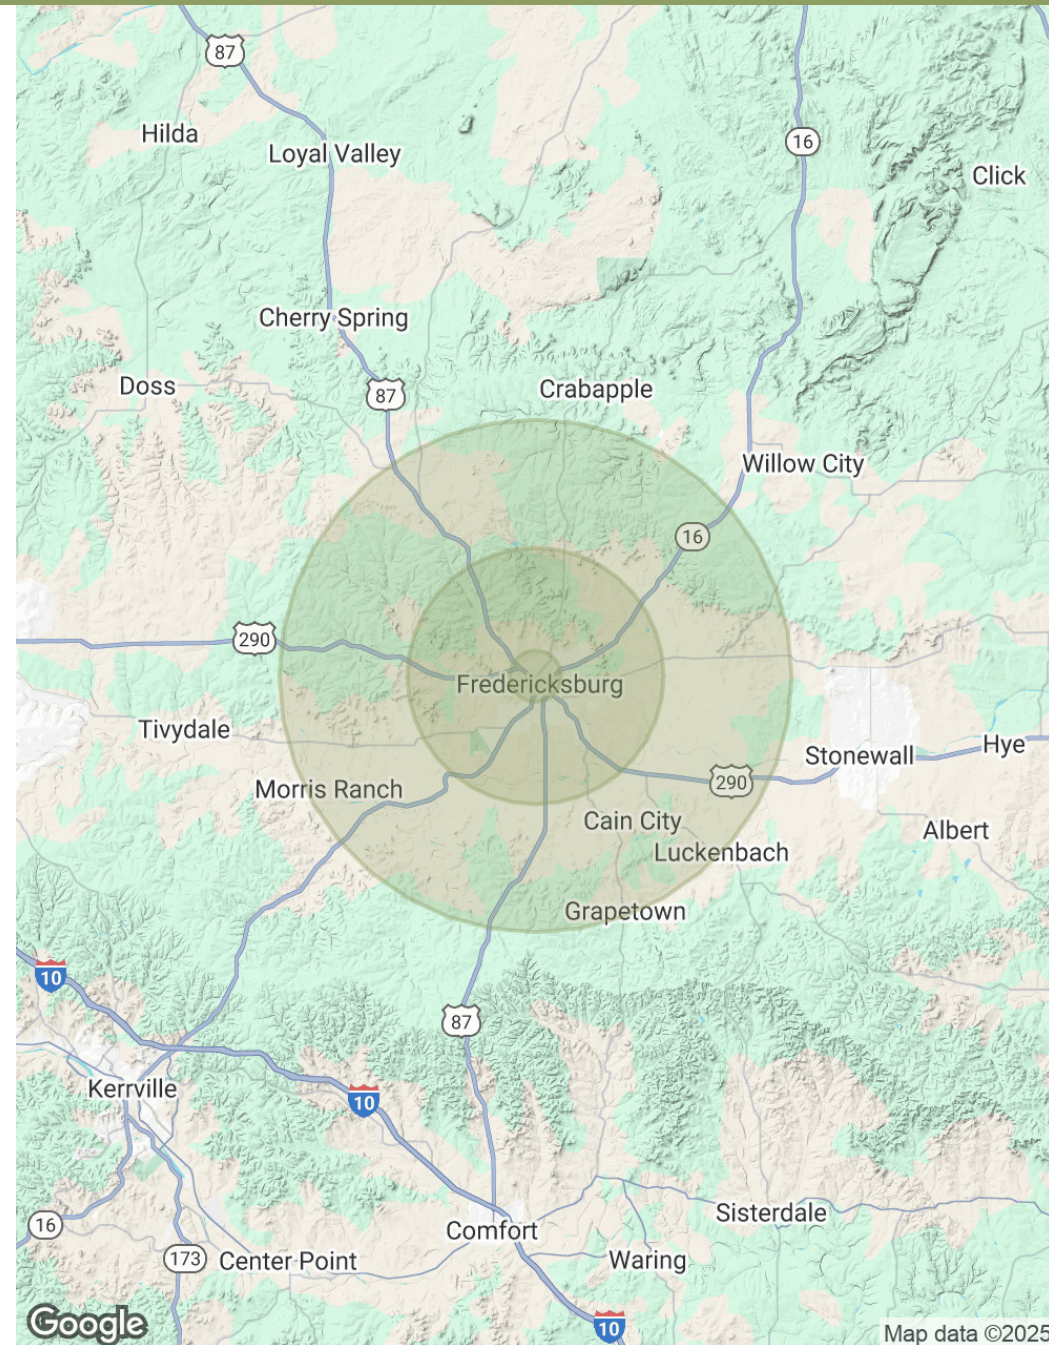 87
Hilda
Loyal Valley
16
Click
Cherry Spring
Doss
87
Crabapple
Willow City
16
290
Fredericksburg
Tivydale
Stonewall
Hye
Morris Ranch
290
Cain City
Albert
Luckenbach
Grapetown
10
87
Kerrville
10
Sisterdale
16
Comfort
173
Center Point
Waring
Google
10
Map data ©2025